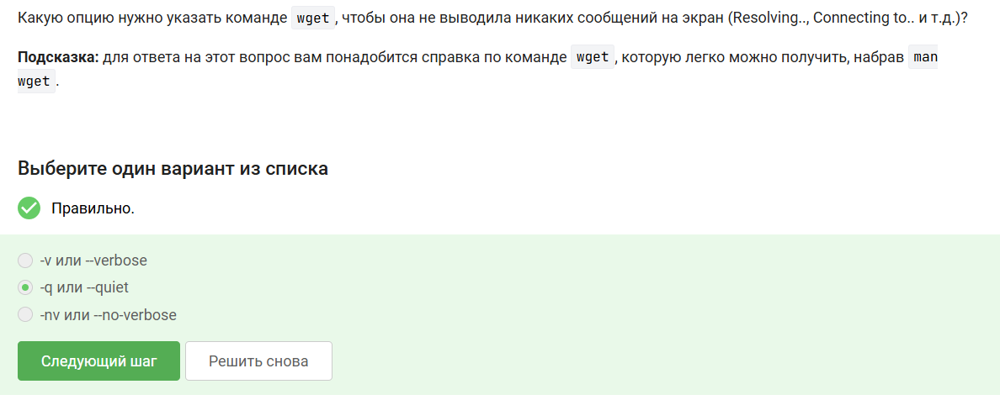 Какую опцию нужно указать команде wget, чтобы она не выводила никаких сообщений на экран (Resolving.., Connecting to.. и т.д.)?
Подсказка: для ответа на этот вопрос вам понадобится справка по команде wget, которую легко можно получить, набрав man
wget.
Выберите один вариант из списка
Правильно.
-v или --verbose
-q или --quiet
-nv или --no-verbose
Следующий шаг
Решить снова